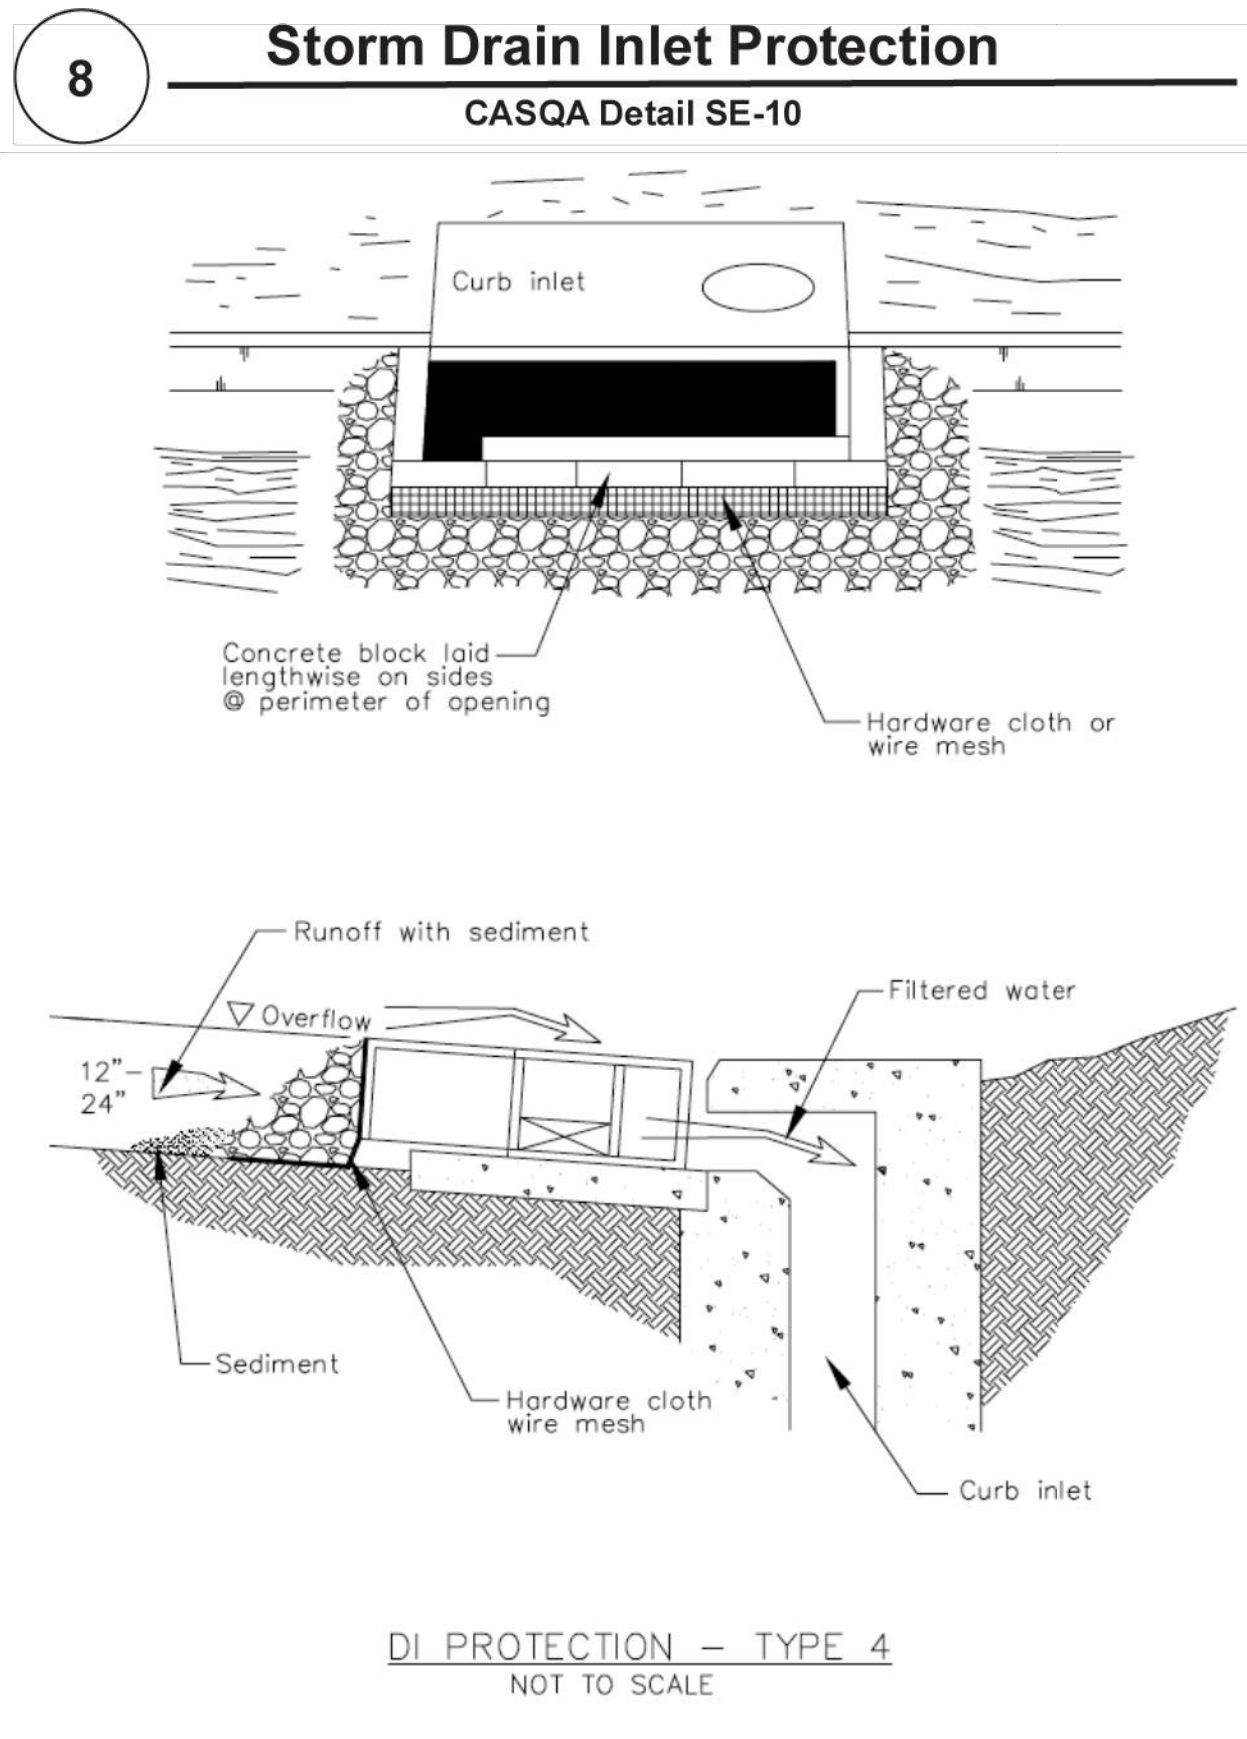 8
Storm Drain Inlet Protection
CASQA Detail SE-10
Curb inlet
Concrete block laid
lengthwise on sides
@ perimeter of opening
Hardware cloth or
wire mesh
Runoff with sediment
Filtered water
Overflow
12”–
24”
Sediment
Hardware cloth
wire mesh
Curb inlet
DI PROTECTION – TYPE 4
NOT TO SCALE